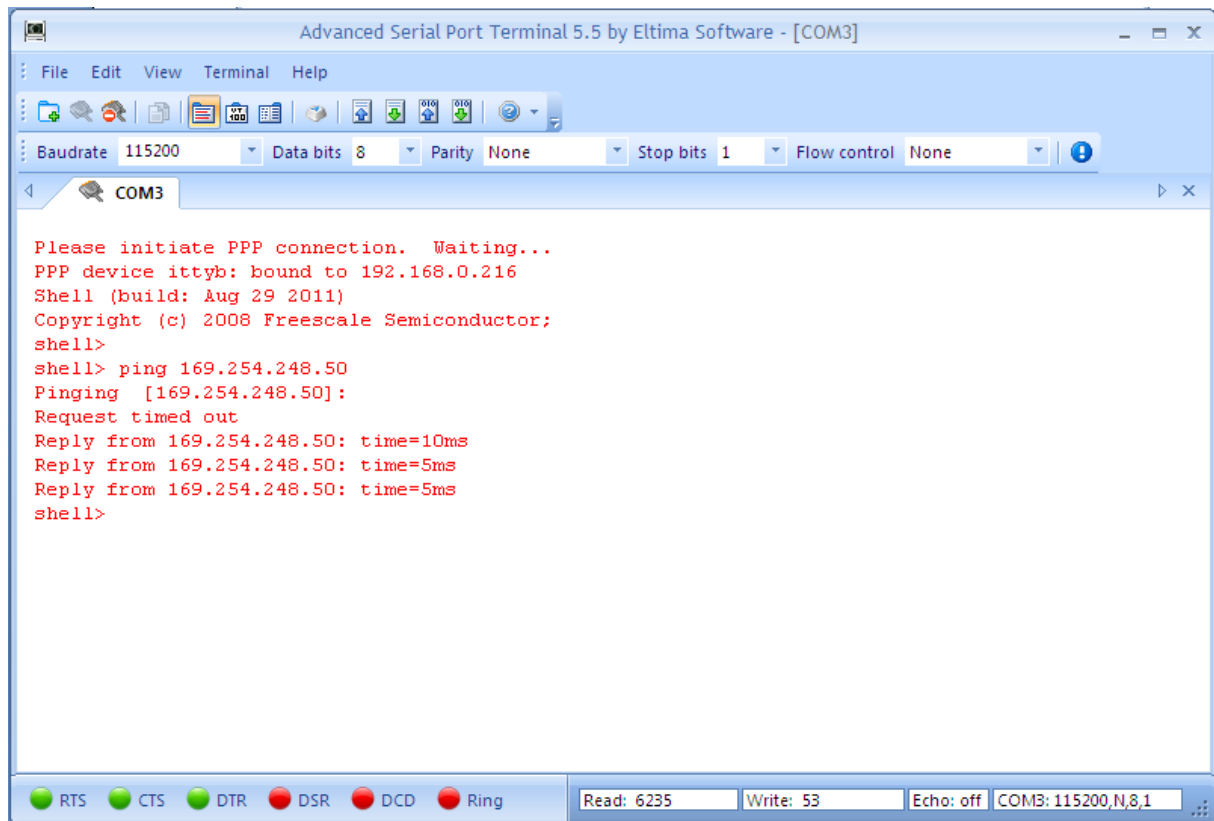 Advanced Serial Port Terminal 5.5 by Eltima Software - [COM3]
File Edit View Terminal Help
Baudrate 115200 Data bits 8 Parity None Stop bits 1 Flow control None
COM3
Please initiate PPP connection.  Waiting...
PPP device ittyb: bound to 192.168.0.216
Shell (build: Aug 29 2011)
Copyright (c) 2008 Freescale Semiconductor;
shell>
shell> ping 169.254.248.50
Pinging  [169.254.248.50]:
Request timed out
Reply from 169.254.248.50: time=10ms
Reply from 169.254.248.50: time=5ms
Reply from 169.254.248.50: time=5ms
shell>
RTS CTS DTR DSR DCD Ring Read: 6235 Write: 53 Echo: off COM3: 115200,N,8,1